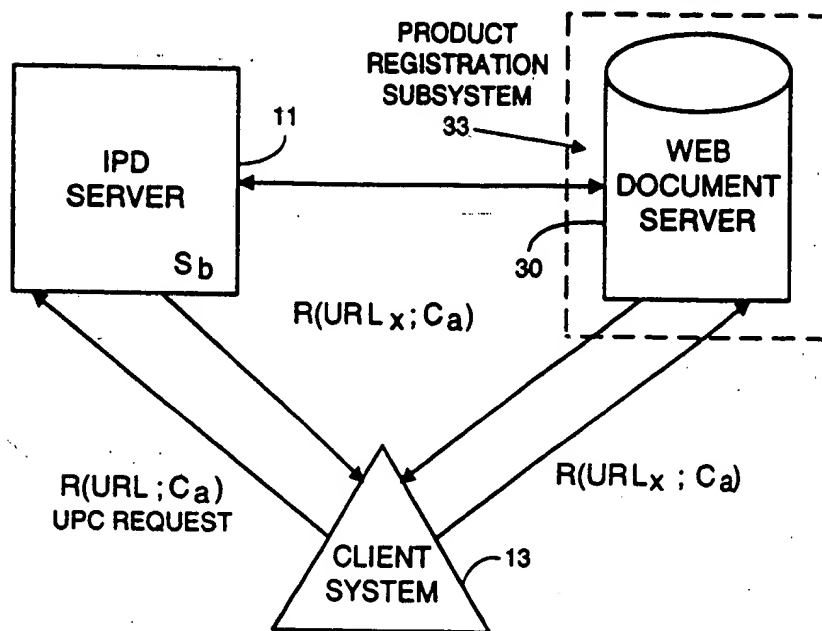 PRODUCT
REGISTRATION
SUBSYSTEM
33
11
IPD
SERVER
Sb
WEB
DOCUMENT
SERVER
30
R(URLx; Ca)
R(URL; Ca)
UPC REQUEST
R(URLx; Ca)
CLIENT
SYSTEM
13